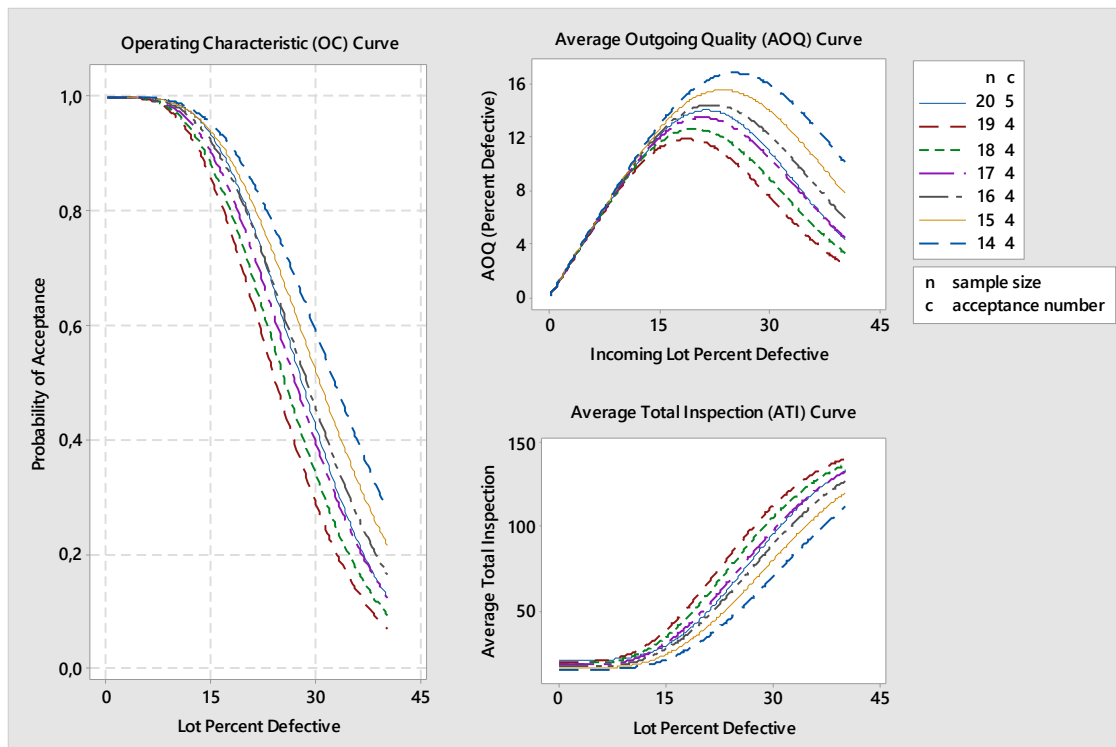 Operating Characteristic (OC) Curve
1,0
0,8
0,6
0,4
0,2
0,0
Probability of Acceptance
0 15 30 45
Lot Percent Defective
Average Outgoing Quality (AOQ) Curve
16
12
8
4
0
AOQ (Percent Defective)
0 15 30 45
Incoming Lot Percent Defective
n c
20 5
19 4
18 4
17 4
16 4
15 4
14 4
n sample size
c acceptance number
Average Total Inspection (ATI) Curve
150
100
50
Average Total Inspection
0 15 30 45
Lot Percent Defective